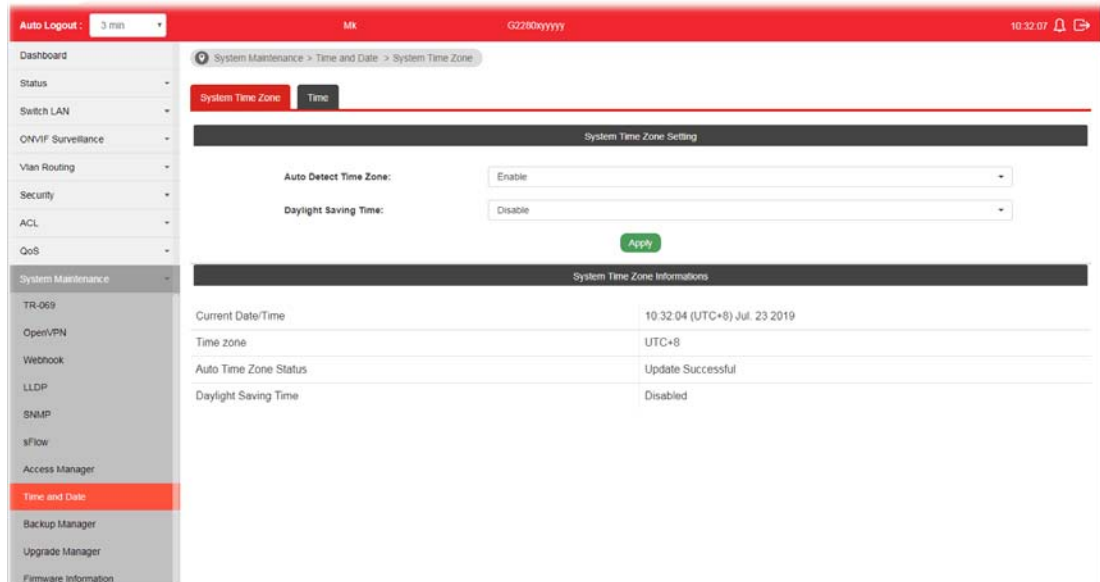 Auto Logout : 3 min Mk G2280xyyyyy 10:32:07
Dashboard
Status
Switch LAN
ONVIF Surveillance
Vlan Routing
Security
ACL
QoS
System Maintenance
TR-069
OpenVPN
Webhook
LLDP
SNMP
sFlow
Access Manager
Time and Date
Backup Manager
Upgrade Manager
Firmware Information
System Maintenance > Time and Date > System Time Zone
System Time Zone Time
System Time Zone Setting
Auto Detect Time Zone: Enable
Daylight Saving Time: Disable
Apply
System Time Zone Informations
Current Date/Time 10:32:04 (UTC+8) Jul. 23 2019
Time zone UTC+8
Auto Time Zone Status Update Successful
Daylight Saving Time Disabled